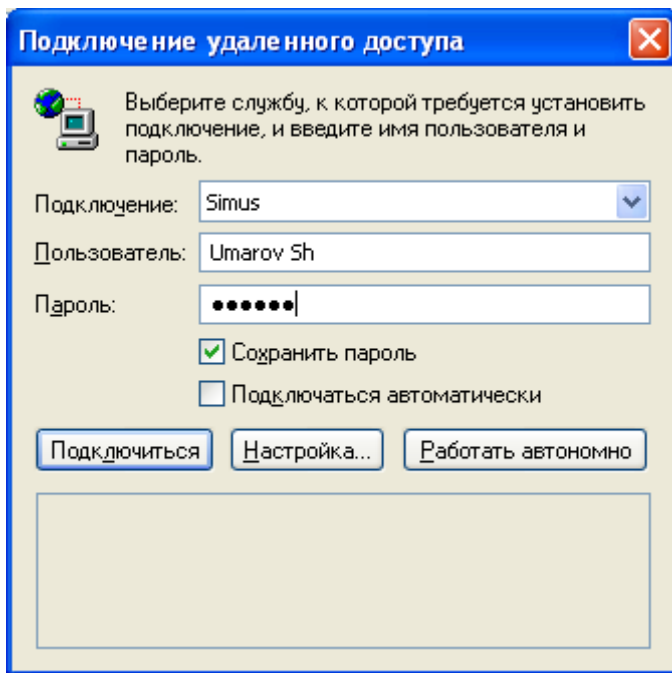 Подключение удаленного доступа
Выберите службу, к которой требуется установить
подключение, и введите имя пользователя и
пароль.
Подключение: Simus
Пользователь: Umarov Sh
Пароль: ●●●●●●
Сохранить пароль
Подключаться автоматически
Подключиться Настройка... Работать автономно